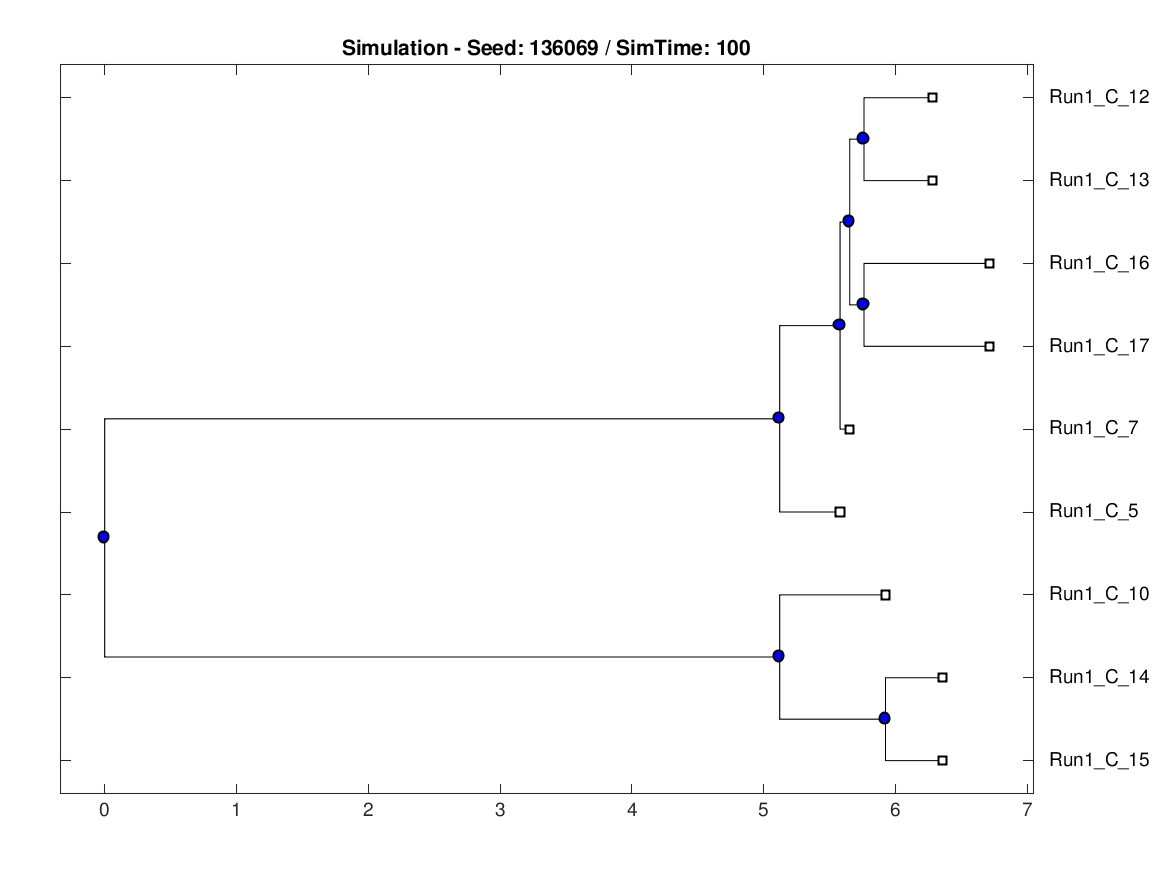 Simulation - Seed: 136069 / SimTime: 100
Run1_C_12
Run1_C_13
Run1_C_16
Run1_C_17
Run1_C_7
Run1_C_5
Run1_C_10
Run1_C_14
Run1_C_15
0 1 2 3 4 5 6 7